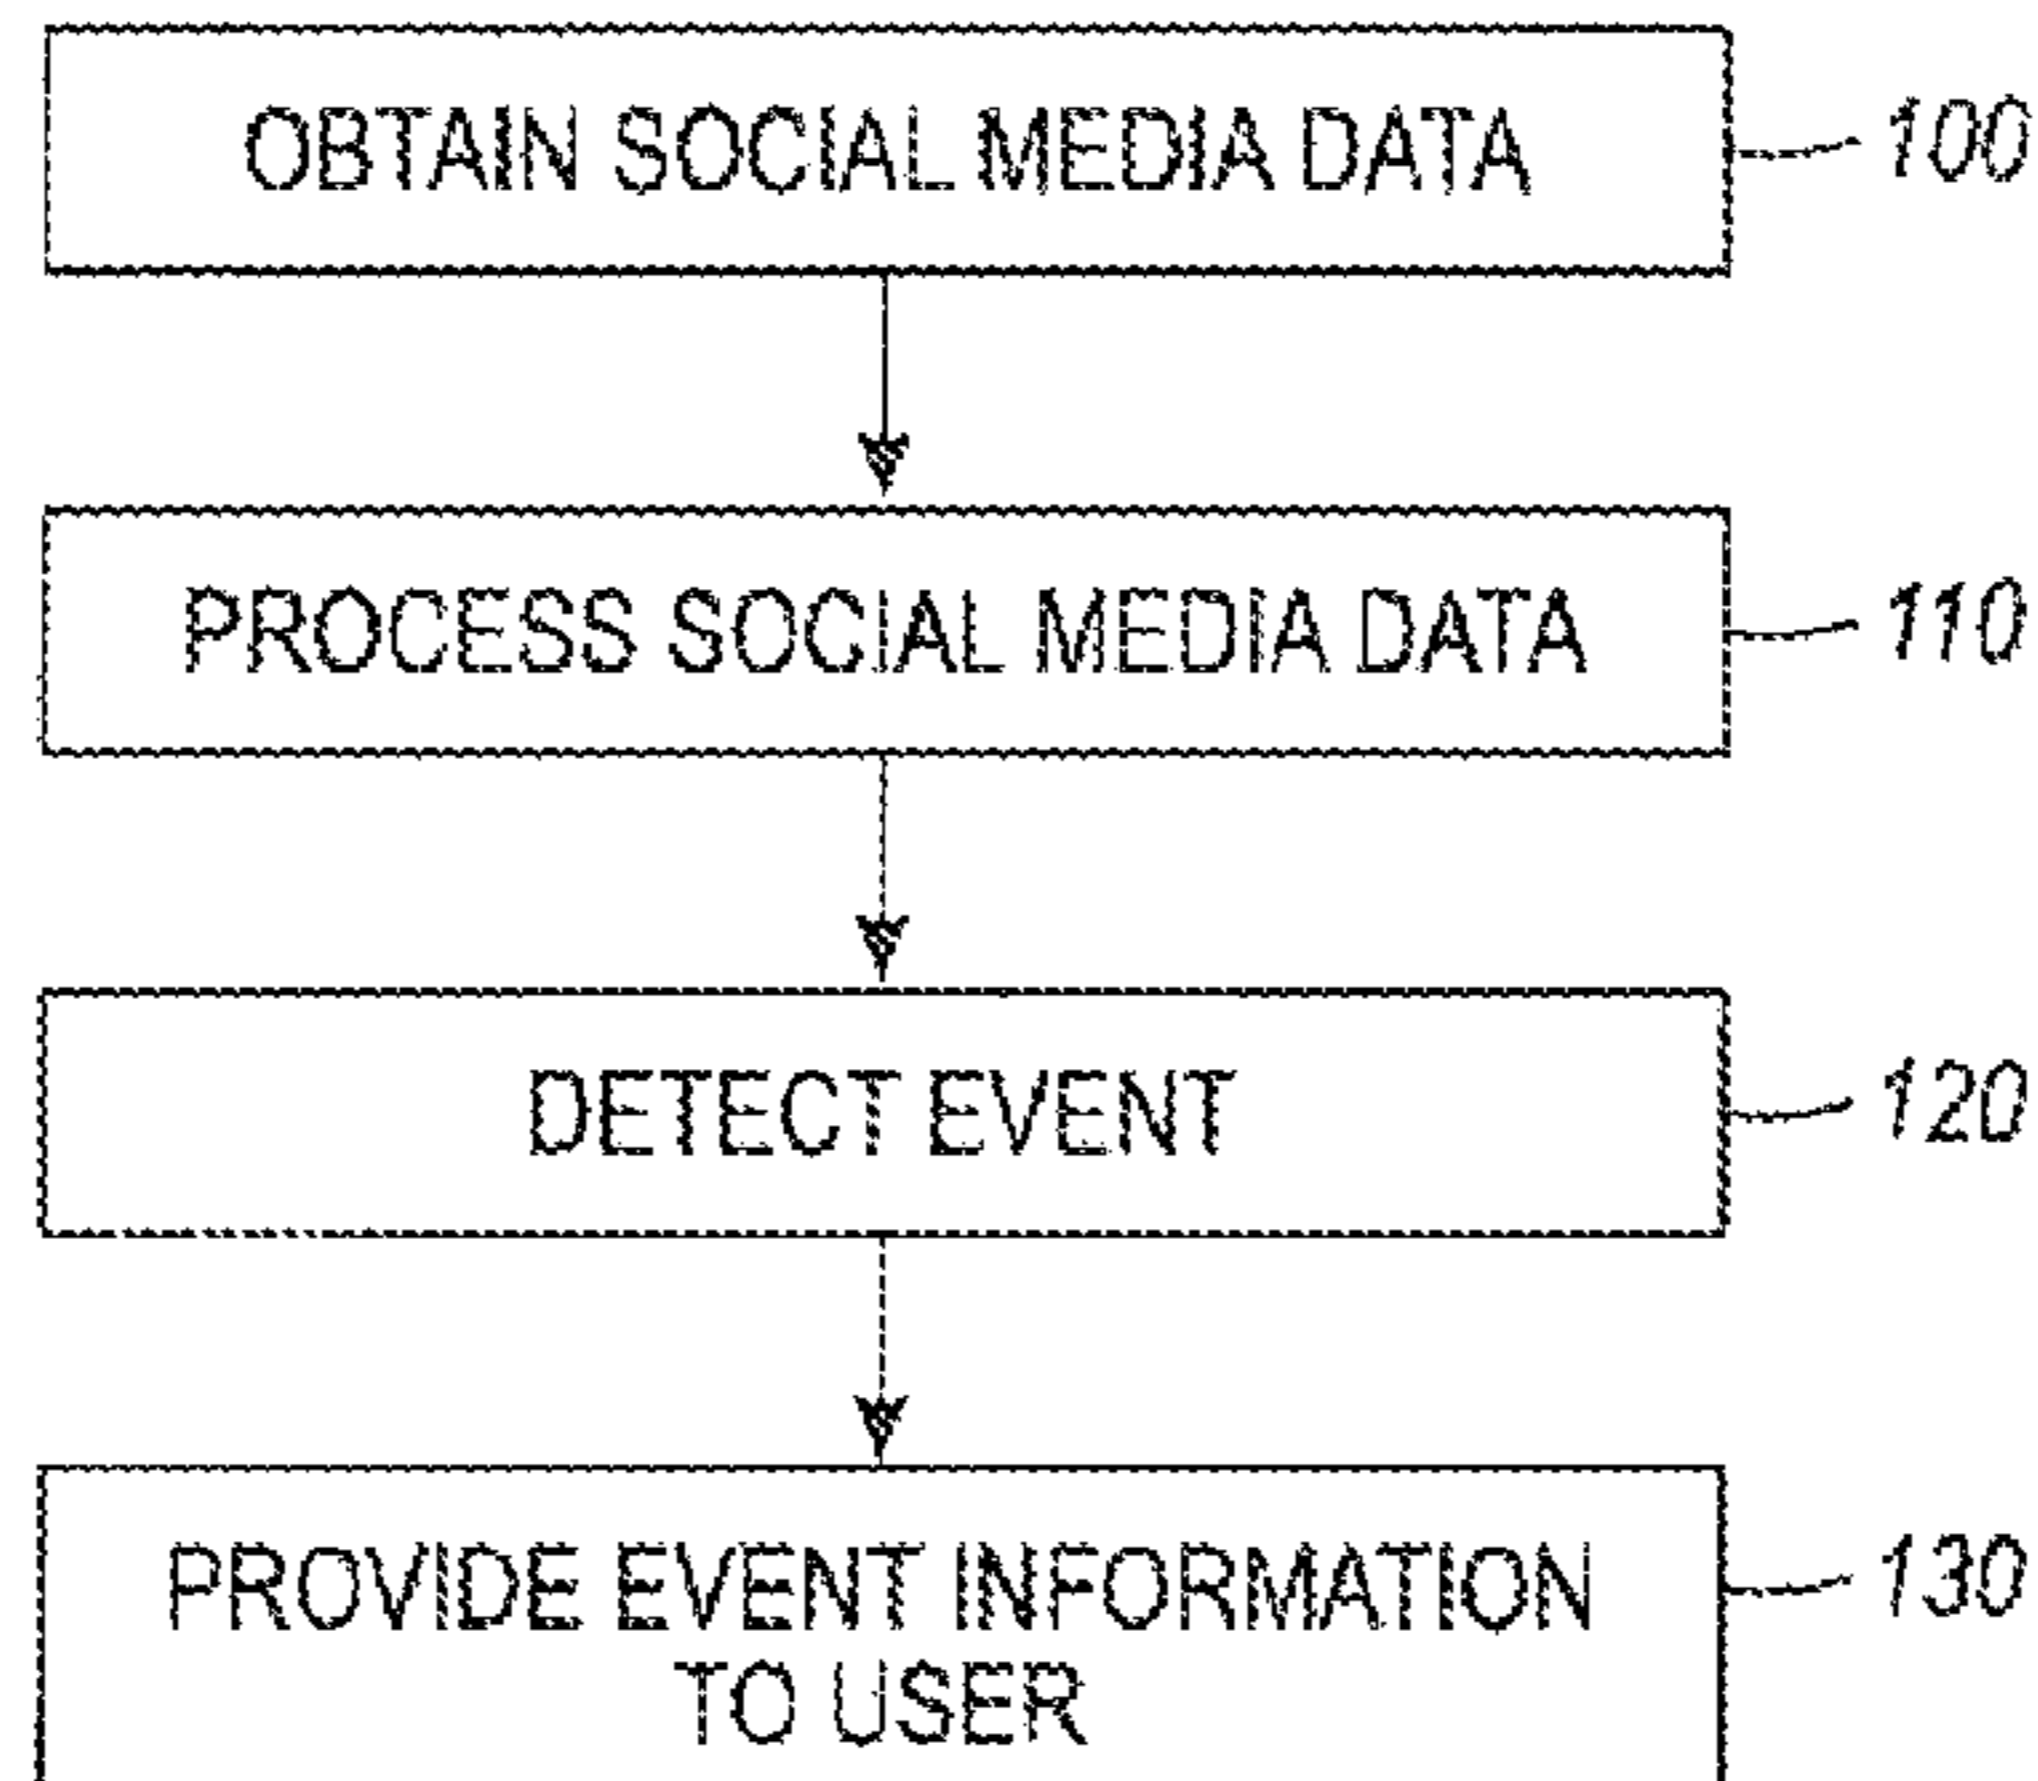 OBTAIN SOCIAL MEDIA DATA
100
PROCESS SOCIAL MEDIA DATA
110
DETECT EVENT
120
PROVIDE EVENT INFORMATION
TO USER
130